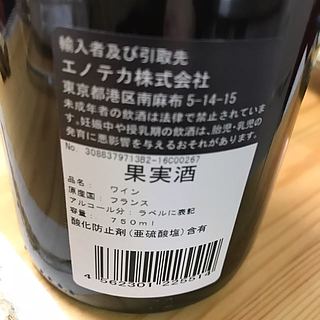 輸入者及び引取先
エノテカ株式会社
東京都港区南麻布5-14-15
未成年者の飲酒は法律で禁止されていま
す。妊娠中や授乳期の飲酒は、胎児・乳児の
発育に悪影響を与えるおそれがあります
No. 3088379713B2-16C00267
果実酒
品名: ワイン
原産国: フランス
アルコール分: ラベルに表記
容量: 750ml
酸化防止剤(亜硫酸塩)含有